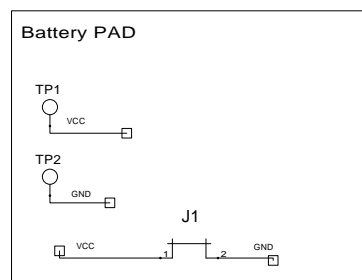 Battery PAD
TP1
VCC
TP2
GND
J1
VCC 1 2 GND